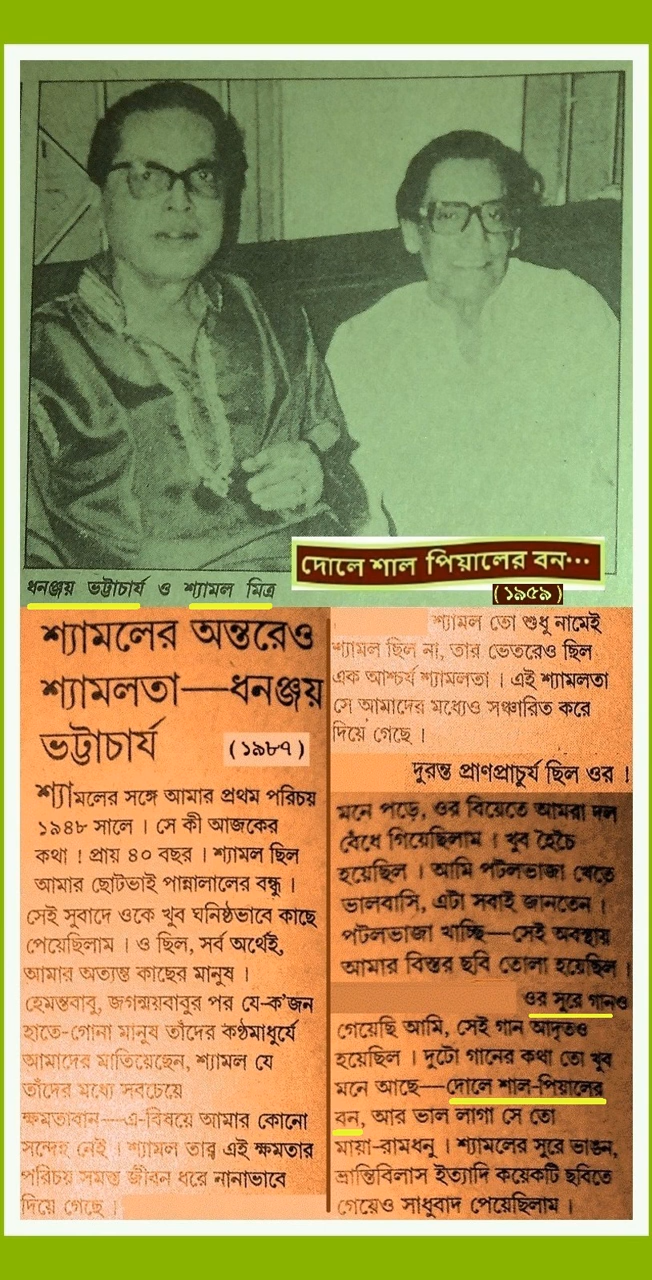 দোলে শাল পিয়ালের বন...
(১৯৫৯)
ধনঞ্জয় ভট্টাচার্য ও শ্যামল মিত্র
শ্যামলের অন্তরেও
শ্যামলতা—ধনঞ্জয়
ভট্টাচার্য
(১৯৮৭)
শ্যামলের সঙ্গে আমার প্রথম পরিচয়
১৯৪৮ সালে। সে কী আজকের
কথা ! প্রায় ৪০ বছর। শ্যামল ছিল
আমার ছোটভাই পান্নালালের বন্ধু।
সেই সুবাদে ওকে খুব ঘনিষ্ঠভাবে কাছে
পেয়েছিলাম। ও ছিল, সর্ব অর্থেই,
আমার অত্যন্ত কাছের মানুষ।
হেমন্তবাবু, জগন্ময়বাবুর পর যে-ক'জন
হাতে-গোনা মানুষ তাঁদের কণ্ঠমাধুর্যে
আমাদের মাতিয়েছেন, শ্যামল যে
তাঁদের মধ্যে সবচেয়ে
ক্ষমতাবান—এ-বিষয়ে আমার কোনো
সন্দেহ নেই। শ্যামল তার এই ক্ষমতার
পরিচয় সমস্ত জীবন ধরে নানাভাবে
দিয়ে গেছে।
শ্যামল তো শুধু নামেই
শ্যামল ছিল না, তার ভেতরেও ছিল
এক আশ্চর্য শ্যামলতা। এই শ্যামলতা
সে আমাদের মধ্যেও সঞ্চারিত করে
দিয়ে গেছে।
দুরন্ত প্রাণপ্রাচুর্য ছিল ওর !
মনে পড়ে, ওর বিয়েতে আমরা দল
বেঁধে গিয়েছিলাম। খুব হৈচৈ
হয়েছিল। আমি পটলভাজা খেতে
ভালবাসি, এটা সবাই জানতেন।
পটলভাজা খাচ্ছি—সেই অবস্থায়
আমার বিস্তর ছবি তোলা হয়েছিল।
ওর সুরে গানও
গেয়েছি আমি, সেই গান আদৃতও
হয়েছিল। দুটো গানের কথা তো খুব
মনে আছে—দোলে শাল-পিয়ালের
বন, আর ভাল লাগা সে তো
মায়া-রামধনু। শ্যামলের সুরে ভাঙন,
ভ্রান্তিবিলাস ইত্যাদি কয়েকটি ছবিতে
গেয়েও সাধুবাদ পেয়েছিলাম।